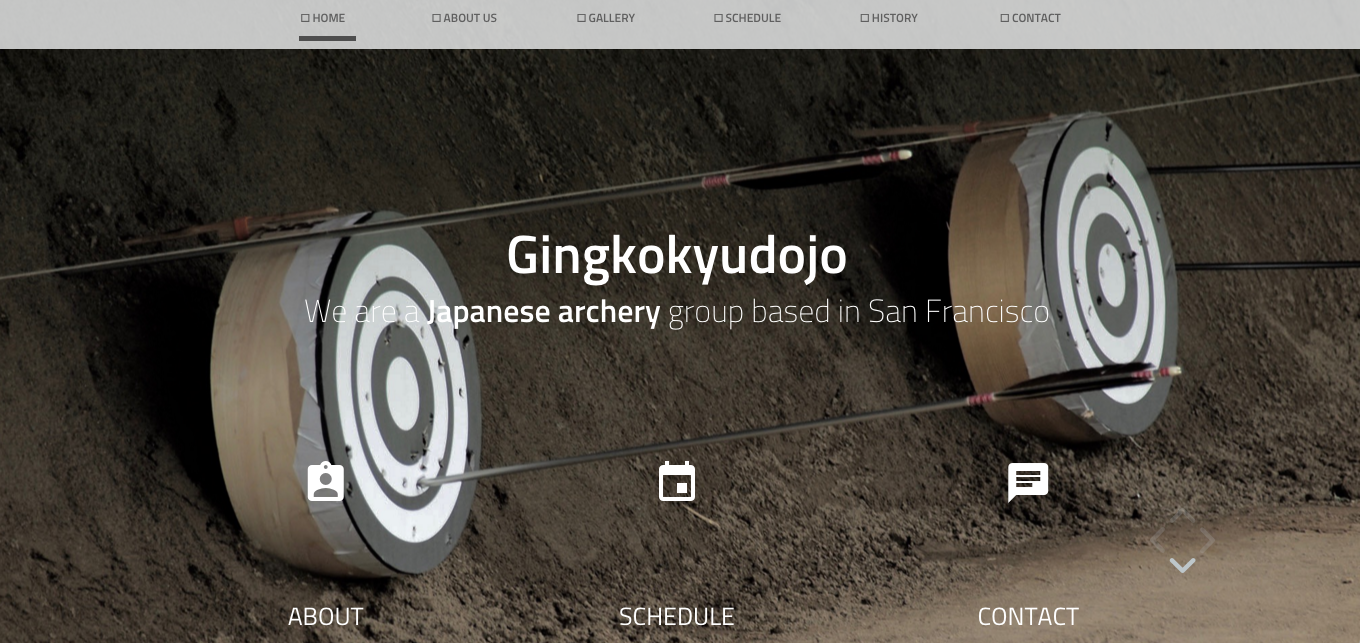 HOME
ABOUT US
GALLERY
SCHEDULE
HISTORY
CONTACT
Gingkokyudojo
We are a Japanese archery group based in San Francisco
ABOUT
SCHEDULE
CONTACT